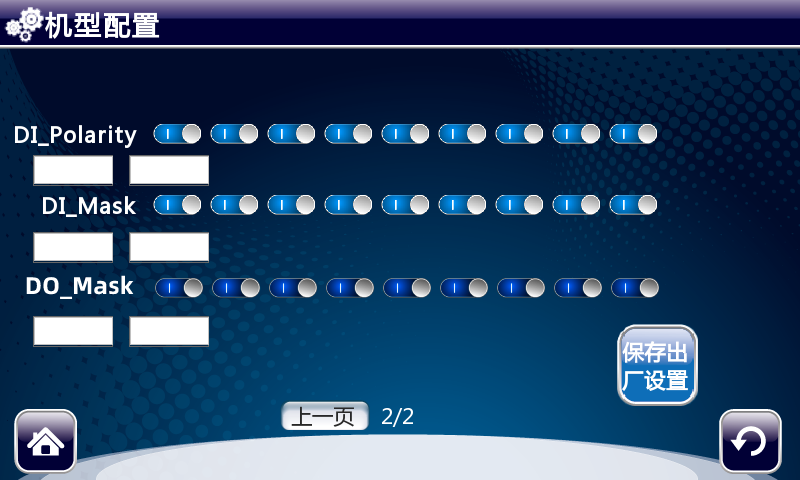 机型配置
DI_Polarity
DI_Mask
DO_Mask
保存出
厂设置
上一页 2/2